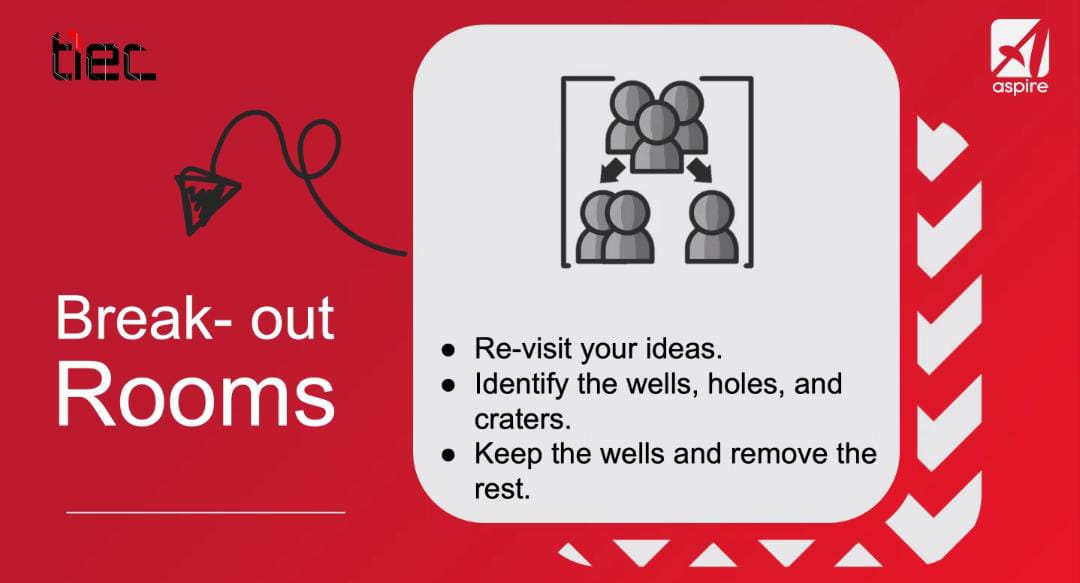 tiec
aspire
Break- out
Rooms
● Re-visit your ideas.
● Identify the wells, holes, and
craters.
● Keep the wells and remove the
rest.